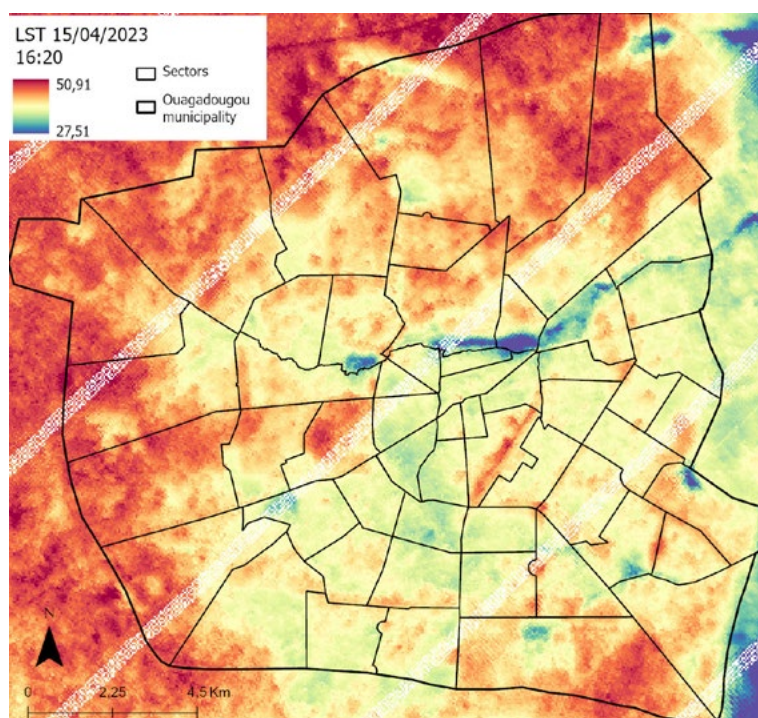 LST 15/04/2023
16:20
50,91
27,51
Sectors
Ouagadougou
municipality
N
0 2,25 4,5 Km